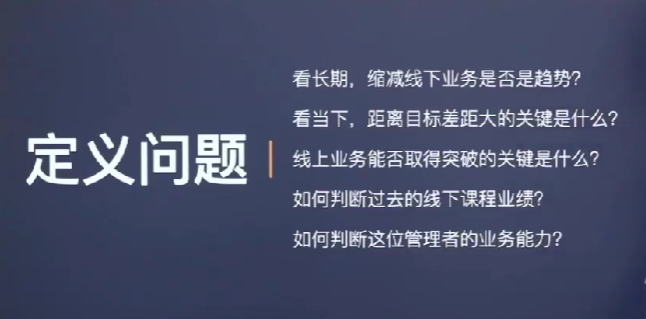 定义问题
看长期，缩减线下业务是否是趋势？
看当下，距离目标差距大的关键是什么？
线上业务能否取得突破的关键是什么？
如何判断过去的线下课程业绩？
如何判断这位管理者的业务能力？